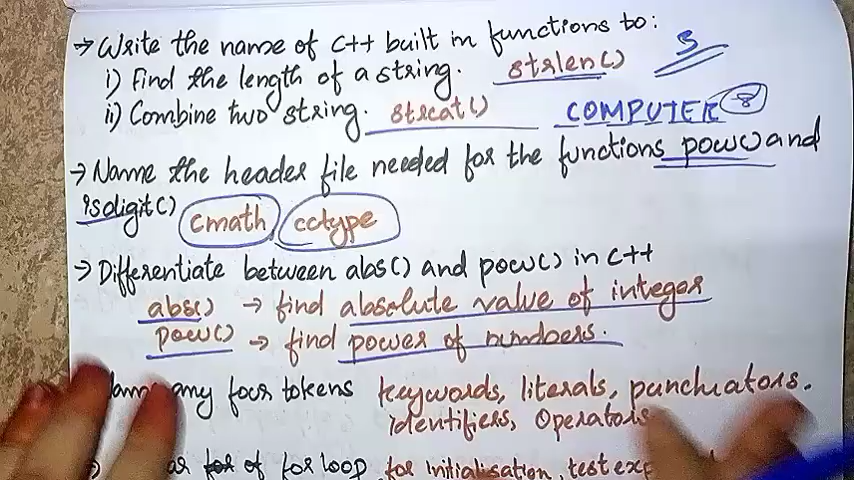 → Write the name of C++ built in functions to:
i) Find the length of a string. strlen() 5
ii) Combine two string. strcat() COMPUTER 8
→ Name the header file needed for the functions pow() and
isdigit() cmath cctype
→ Differentiate between abs() and pow() in C++
abs() → find absolute value of integer
pow() → find power of numbers.
any four tokens keywords, literals, punchuators.
identifiers, Operators
of for loop, for initialisation, test